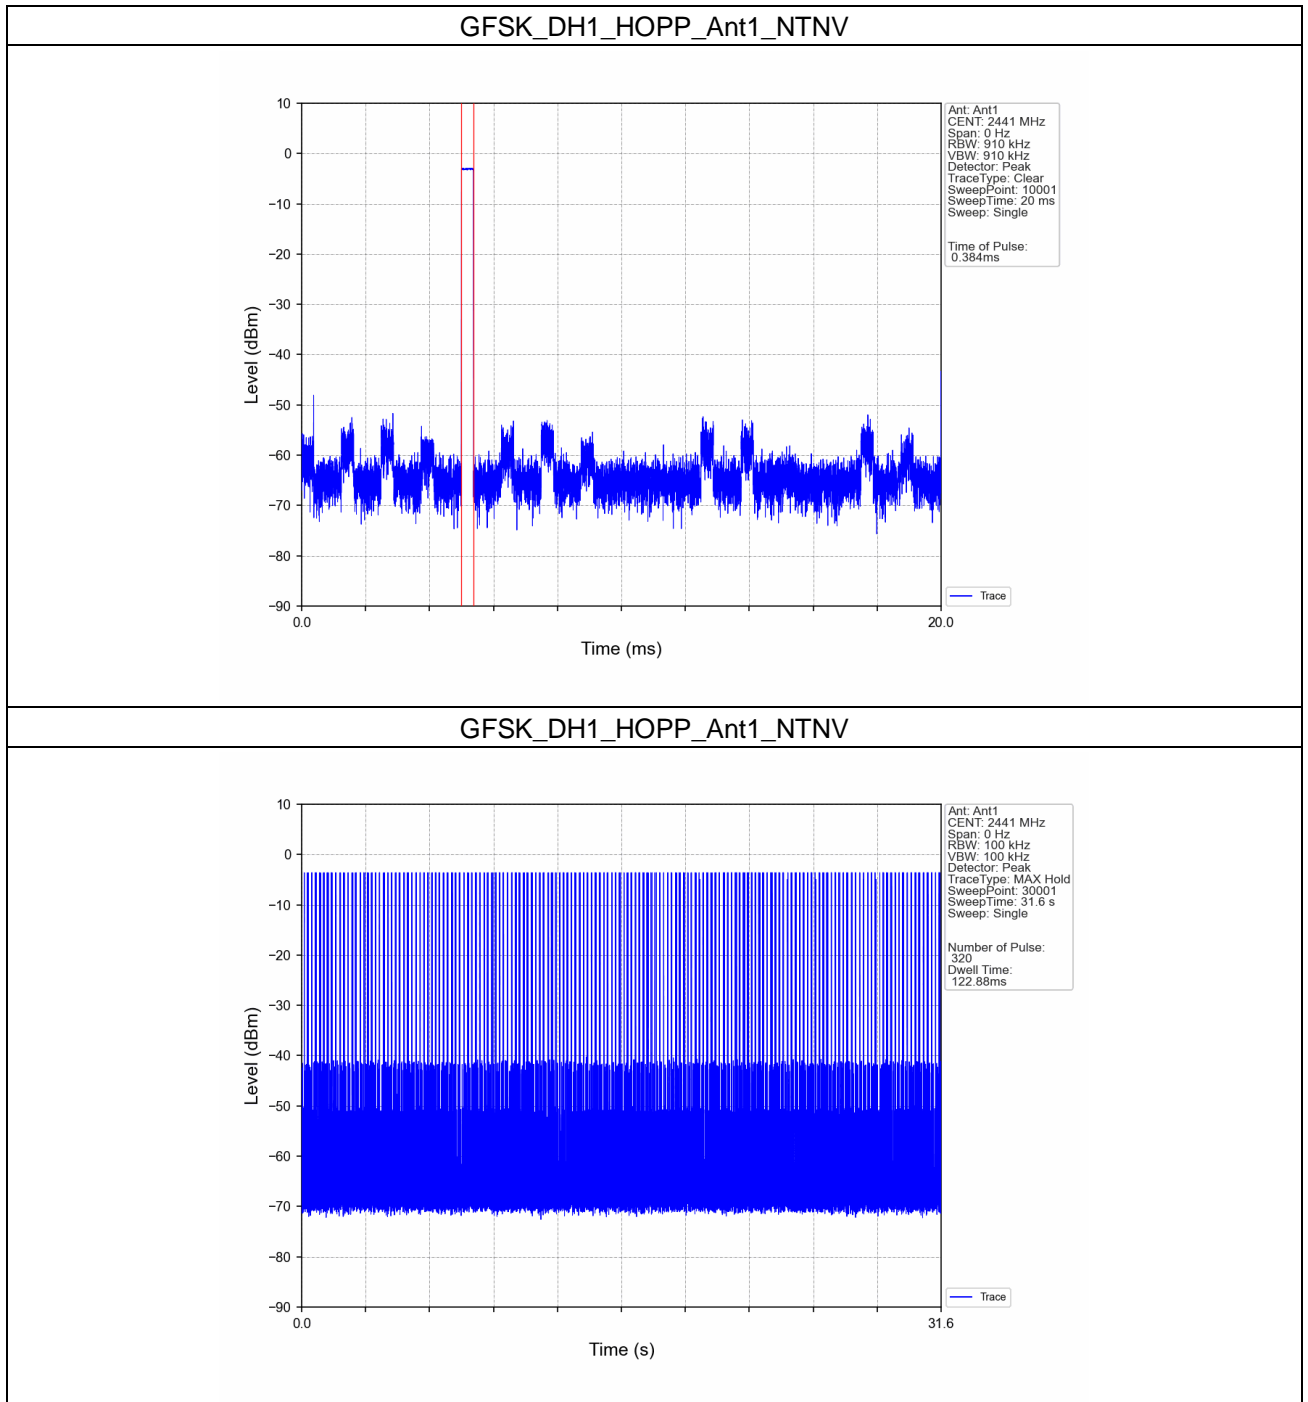 GFSK_DH1_HOPP_Ant1_NTNV
10
0
−10
−20
−30
−40
−50
−60
−70
−80
−90
Level (dBm)
0.0
20.0
Time (ms)
Ant: Ant1
CENT: 2441 MHz
Span: 0 Hz
RBW: 910 kHz
VBW: 910 kHz
Detector: Peak
TraceType: Clear
SweepPoint: 10001
SweepTime: 20 ms
Sweep: Single
Time of Pulse:
0.384ms
Trace
GFSK_DH1_HOPP_Ant1_NTNV
10
0
−10
−20
−30
−40
−50
−60
−70
−80
−90
Level (dBm)
0.0
31.6
Time (s)
Ant: Ant1
CENT: 2441 MHz
Span: 0 Hz
RBW: 100 kHz
VBW: 100 kHz
Detector: Peak
TraceType: MAX Hold
SweepPoint: 30001
SweepTime: 31.6 s
Sweep: Single
Number of Pulse:
320
Dwell Time:
122.88ms
Trace